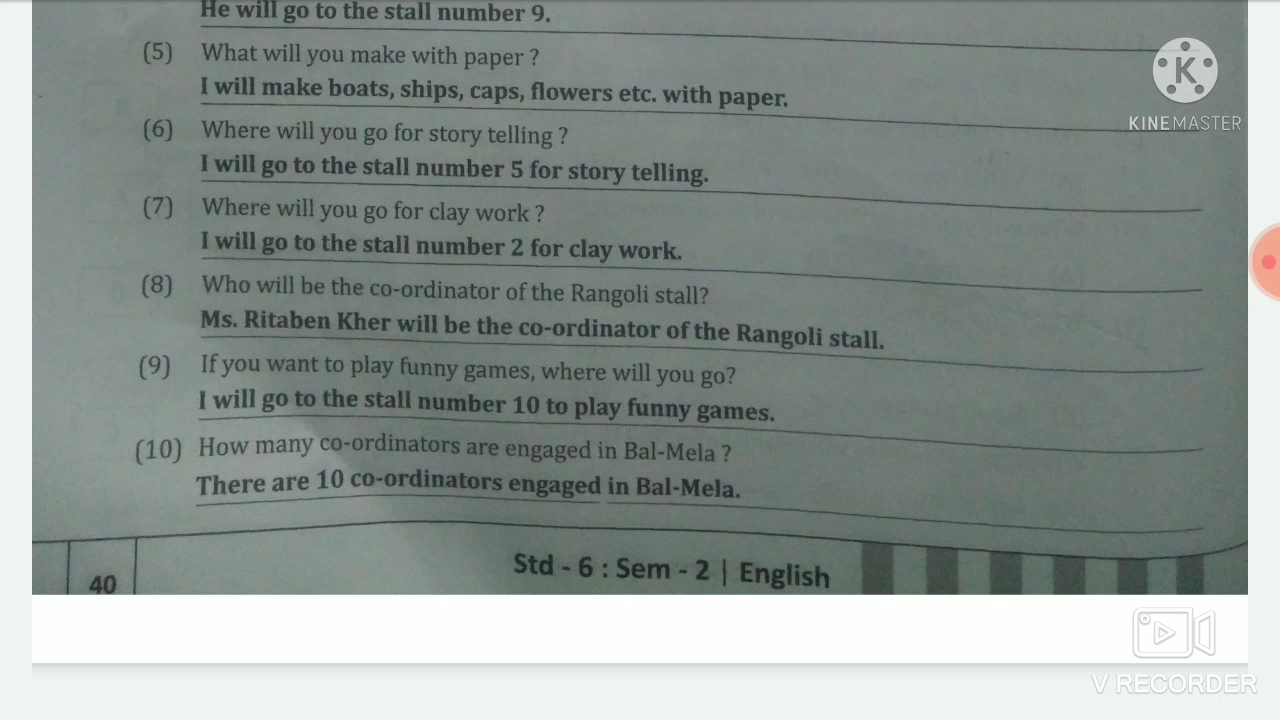 He will go to the stall number 9.
(5) What will you make with paper ?
I will make boats, ships, caps, flowers etc. with paper.
(6) Where will you go for story telling ?
I will go to the stall number 5 for story telling.
(7) Where will you go for clay work ?
I will go to the stall number 2 for clay work.
(8) Who will be the co-ordinator of the Rangoli stall?
Ms. Ritaben Kher will be the co-ordinator of the Rangoli stall.
(9) If you want to play funny games, where will you go?
I will go to the stall number 10 to play funny games.
(10) How many co-ordinators are engaged in Bal-Mela ?
There are 10 co-ordinators engaged in Bal-Mela.
40
Std - 6 : Sem - 2 | English
K
KINEMASTER
V RECORDER